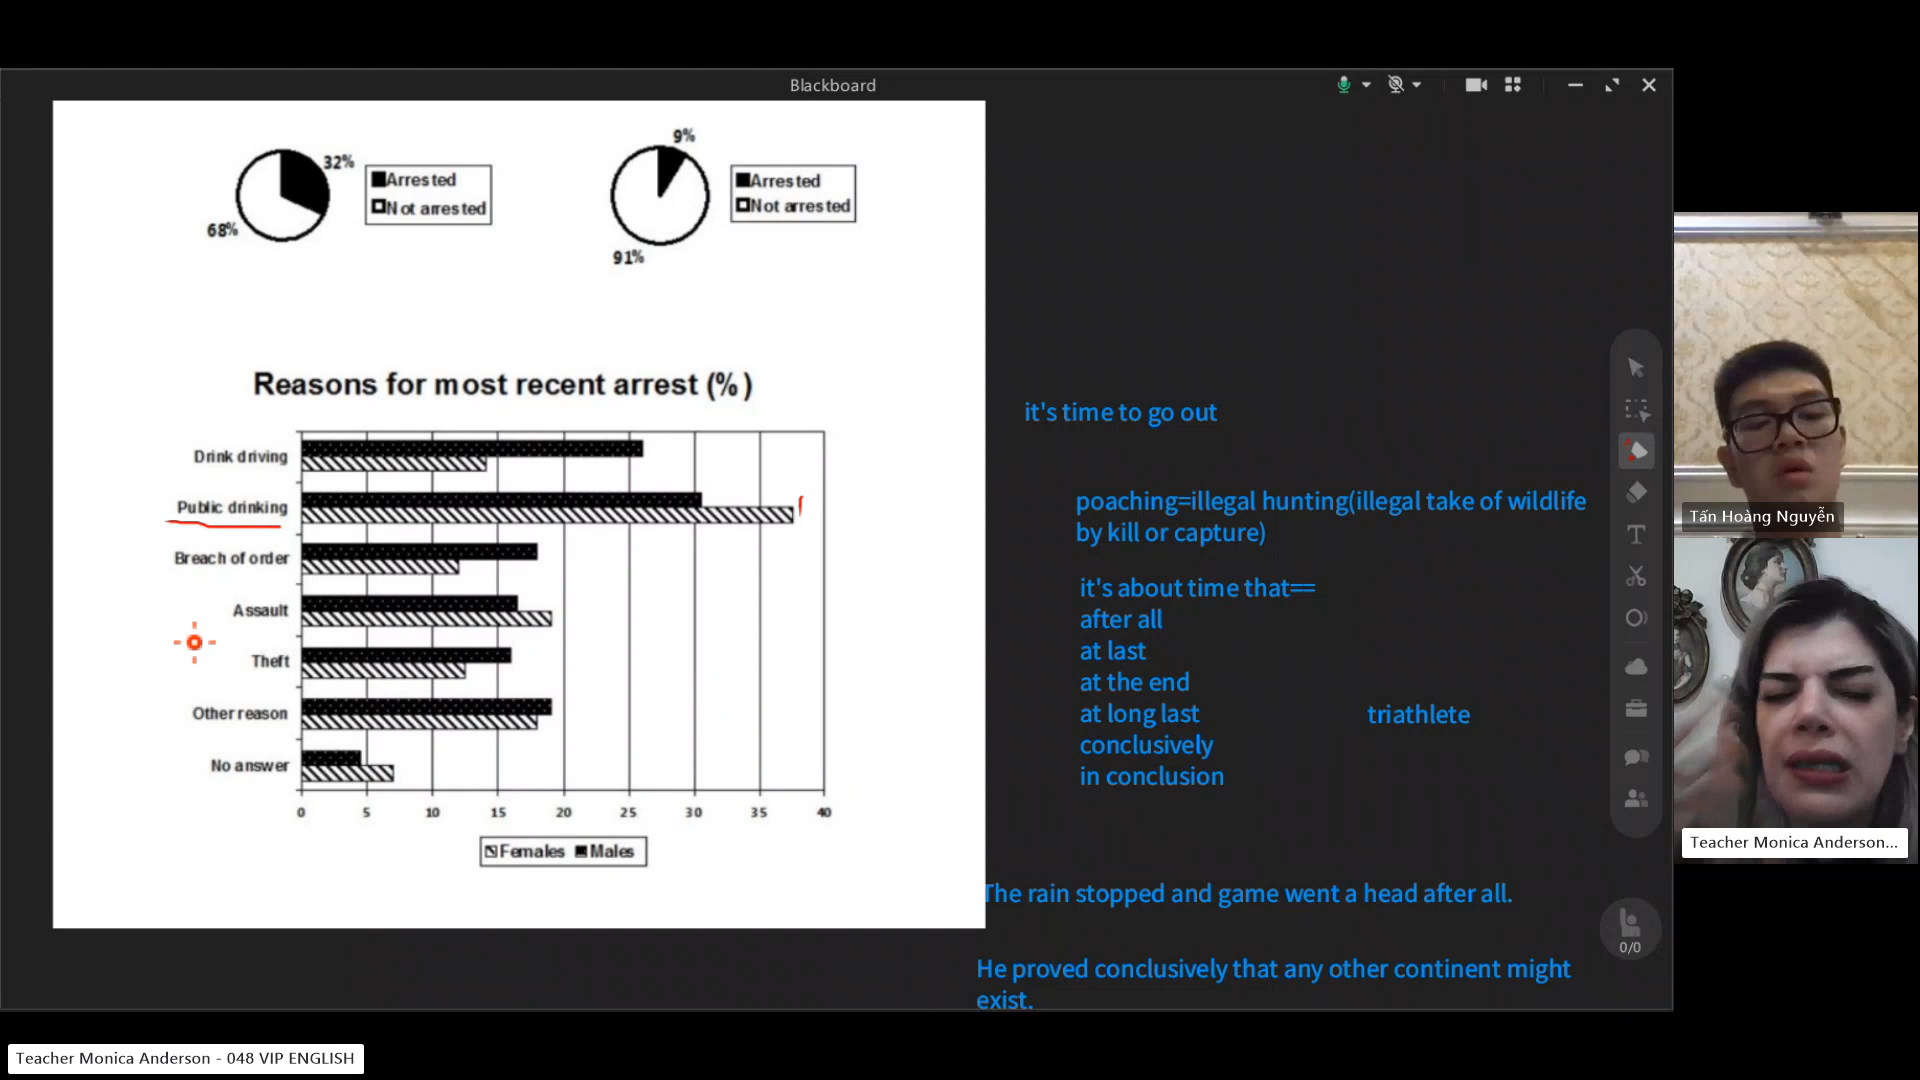 Blackboard
9%
32%
Arrested
Not arrested
68%
Arrested
Not arrested
91%
Reasons for most recent arrest (%)
Drink driving
Public drinking
Breach of order
Assault
Theft
Other reason
No answer
0 5 10 15 20 25 30 35 40
Females Males
it's time to go out
poaching=illegal hunting(illegal take of wildlife
by kill or capture)
it's about time that==
after all
at last
at the end
at long last
conclusively
in conclusion
triathlete
The rain stopped and game went a head after all.
He proved conclusively that any other continent might
exist.
0/0
Tấn Hoàng Nguyễn
Teacher Monica Anderson...
Teacher Monica Anderson - 048 VIP ENGLISH